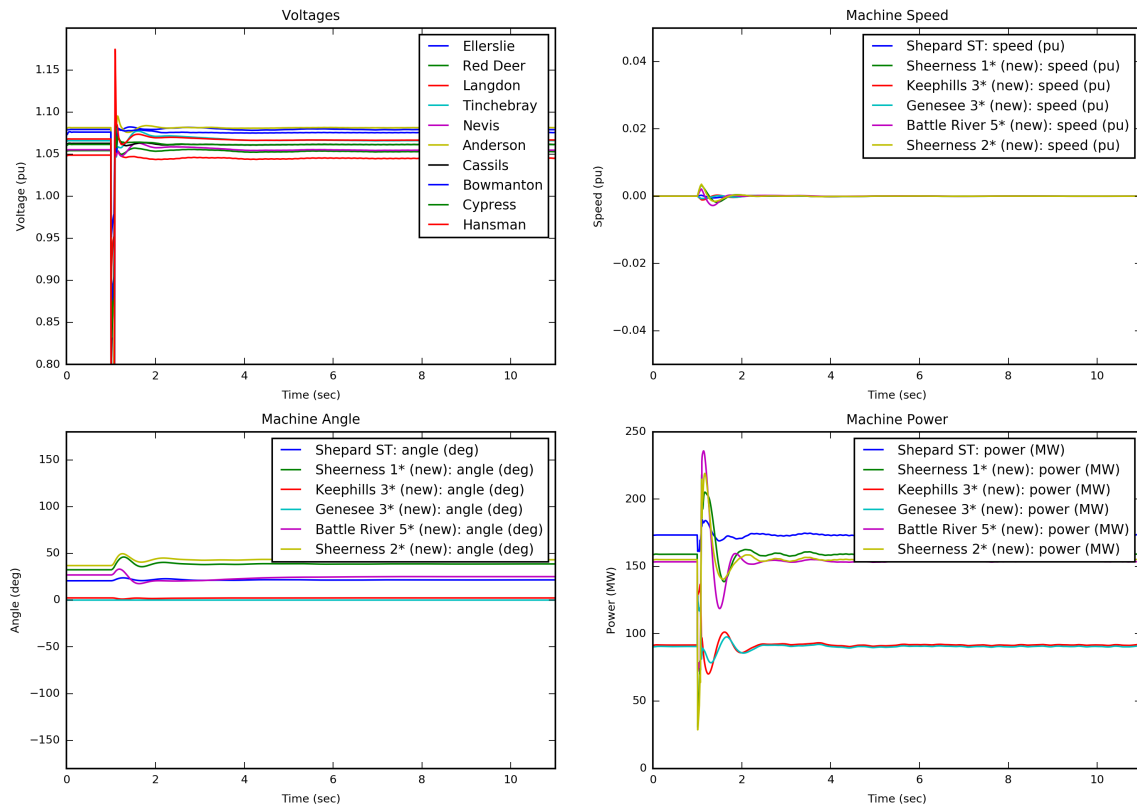 Voltages
1.15
1.10
1.05
1.00
0.95
0.90
0.85
0.80
Voltage (pu)
0
2
4
6
8
10
Time (sec)
Ellerslie
Red Deer
Langdon
Tinchebray
Nevis
Anderson
Cassils
Bowmanton
Cypress
Hansman
Machine Speed
0.04
0.02
0.00
−0.02
−0.04
Speed (pu)
0
2
4
6
8
10
Time (sec)
Shepard ST: speed (pu)
Sheerness 1* (new): speed (pu)
Keephills 3* (new): speed (pu)
Genesee 3* (new): speed (pu)
Battle River 5* (new): speed (pu)
Sheerness 2* (new): speed (pu)
Machine Angle
150
100
50
0
−50
−100
−150
Angle (deg)
0
2
4
6
8
10
Time (sec)
Shepard ST: angle (deg)
Sheerness 1* (new): angle (deg)
Keephills 3* (new): angle (deg)
Genesee 3* (new): angle (deg)
Battle River 5* (new): angle (deg)
Sheerness 2* (new): angle (deg)
Machine Power
250
200
150
100
50
0
Power (MW)
0
2
4
6
8
10
Time (sec)
Shepard ST: power (MW)
Sheerness 1* (new): power (MW)
Keephills 3* (new): power (MW)
Genesee 3* (new): power (MW)
Battle River 5* (new): power (MW)
Sheerness 2* (new): power (MW)